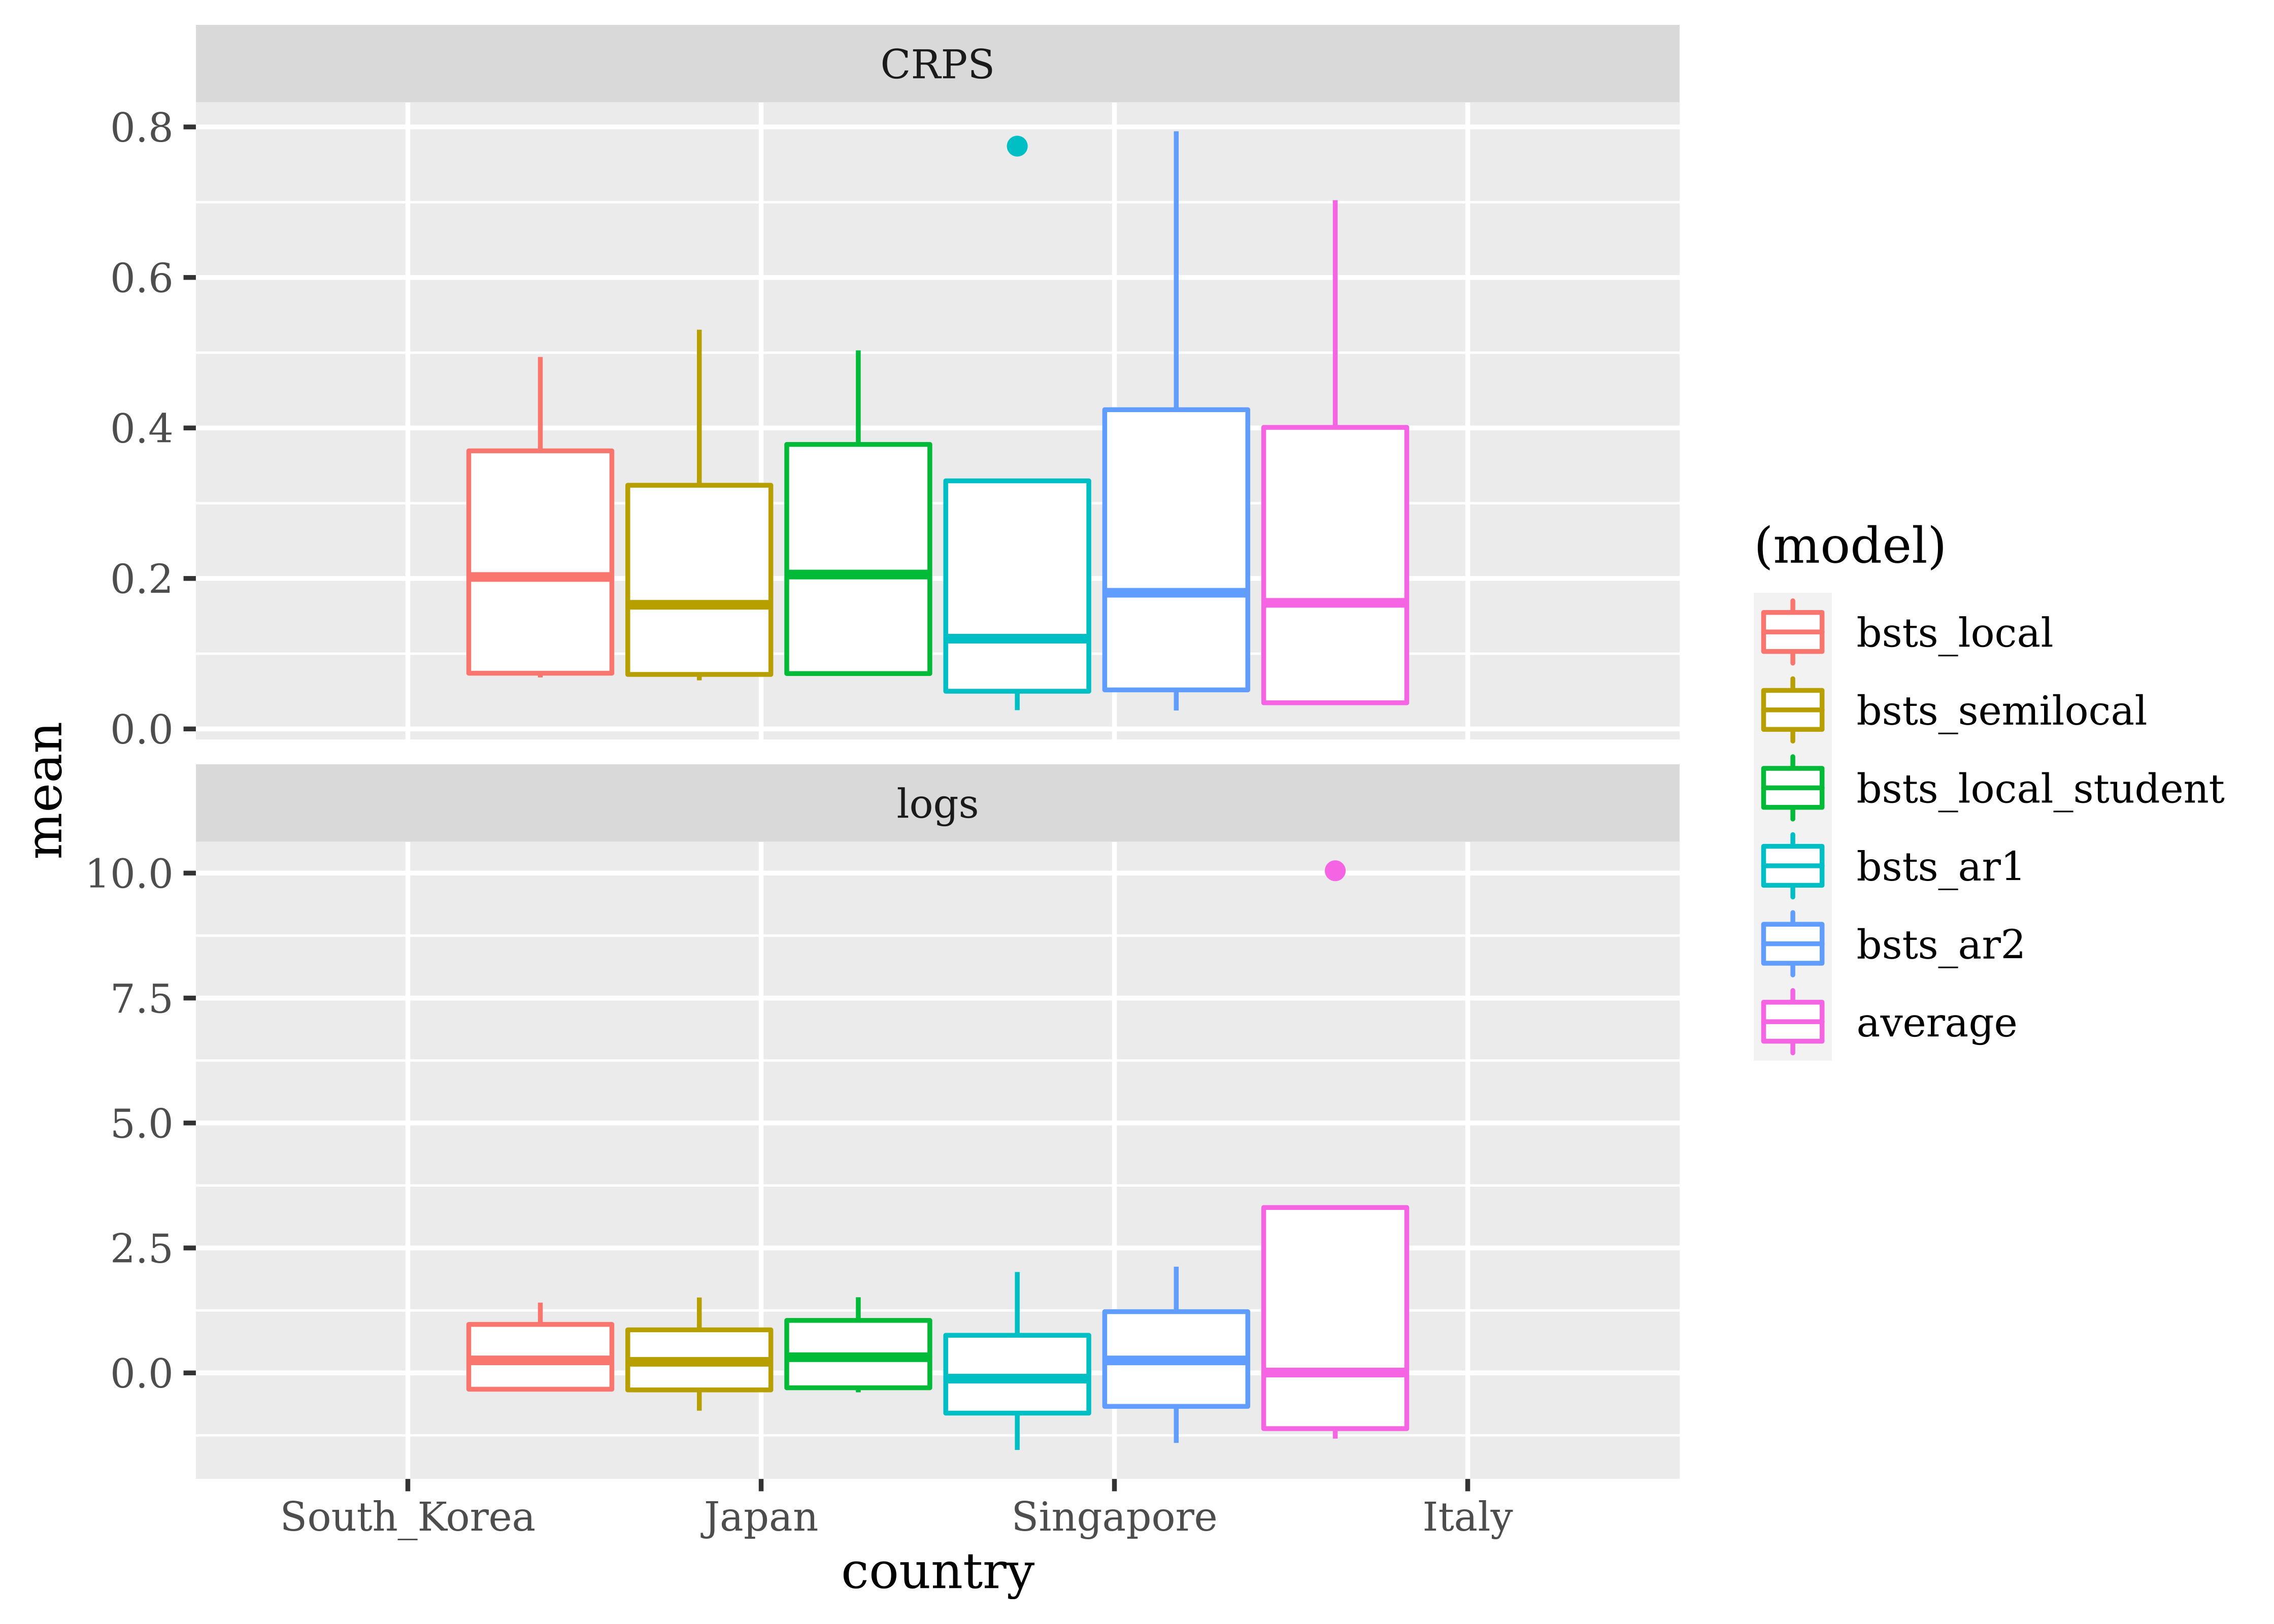 CRPS
0.8
0.6
0.4
0.2
0.0
mean
logs
10.0
7.5
5.0
2.5
0.0
South_Korea Japan Singapore Italy
country
(model)
bsts_local
bsts_semilocal
bsts_local_student
bsts_ar1
bsts_ar2
average